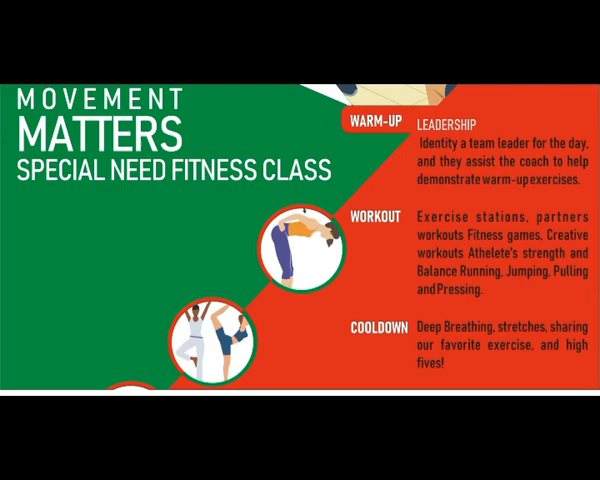 MOVEMENT
MATTERS
SPECIAL NEED FITNESS CLASS
WARM-UP
LEADERSHIP
Identity a team leader for the day,
and they assist the coach to help
demonstrate warm-up exercises.
WORKOUT
Exercise stations, partners
workouts Fitness games, Creative
workouts Athelete's strength and
Balance Running, Jumping, Pulling
and Pressing.
COOLDOWN
Deep Breathing, stretches, sharing
our favorite exercise, and high
fives!